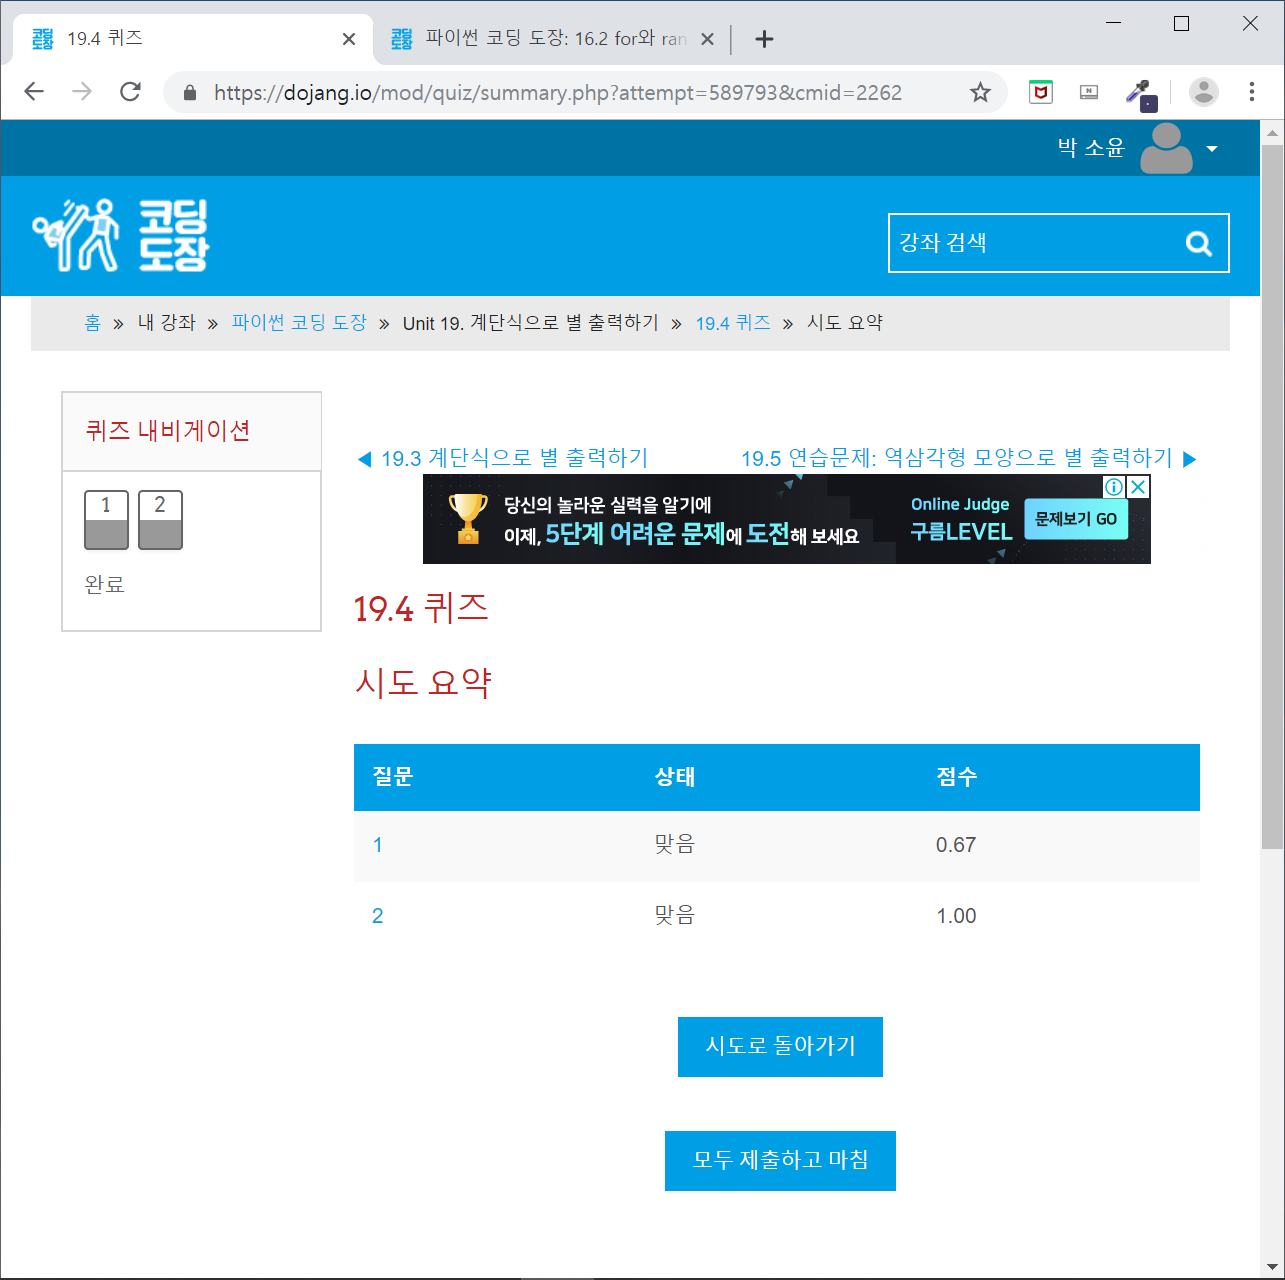 19.4 퀴즈
파이썬 코딩 도장: 16.2 for와 ran
https://dojang.io/mod/quiz/summary.php?attempt=589793&cmid=2262
박 소윤
코딩
도장
강좌 검색
홈 » 내 강좌 » 파이썬 코딩 도장 » Unit 19. 계단식으로 별 출력하기 » 19.4 퀴즈 » 시도 요약
퀴즈 내비게이션
1 2
완료
◀ 19.3 계단식으로 별 출력하기
19.5 연습문제: 역삼각형 모양으로 별 출력하기 ▶
당신의 놀라운 실력을 알기에
이제, 5단계 어려운 문제에 도전해 보세요
Online Judge
구름LEVEL
문제보기 GO
19.4 퀴즈
시도 요약
질문 상태 점수
1 맞음 0.67
2 맞음 1.00
시도로 돌아가기
모두 제출하고 마침